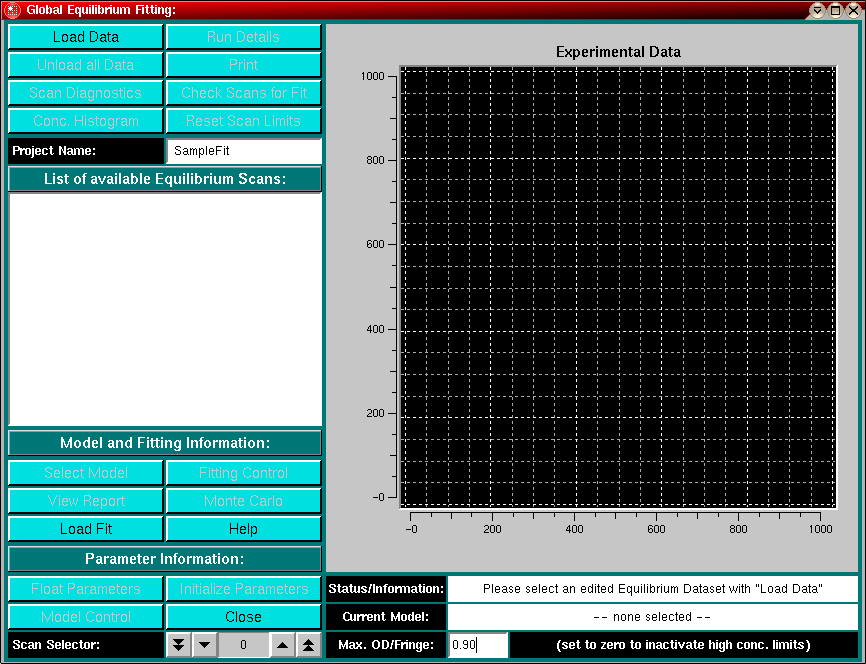 Global Equilibrium Fitting:
Load Data
Run Details
Unload all Data
Print
Scan Diagnostics
Check Scans for Fit
Conc. Histogram
Reset Scan Limits
Project Name:
SampleFit
List of available Equilibrium Scans:
Model and Fitting Information:
Select Model
Fitting Control
View Report
Monte Carlo
Load Fit
Help
Parameter Information:
Float Parameters
Initialize Parameters
Model Control
Close
Scan Selector:
0
Experimental Data
1000
800
600
400
200
-0
-0 200 400 600 800 1000
Status/Information:
Please select an edited Equilibrium Dataset with "Load Data"
Current Model:
-- none selected --
Max. OD/Fringe:
0.90
(set to zero to inactivate high conc. limits)